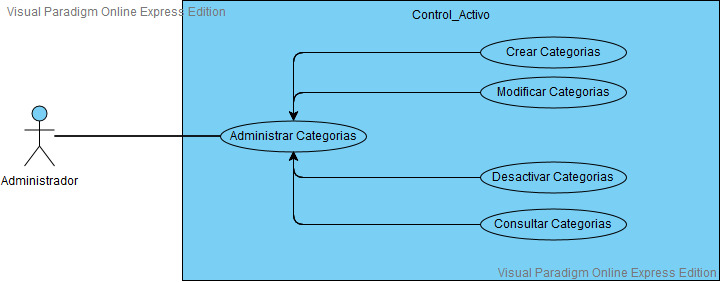 Visual Paradigm Online Express Edition
Control_Activo
Crear Categorias
Modificar Categorias
Administrar Categorias
Administrador
Desactivar Categorias
Consultar Categorias
Visual Paradigm Online Express Edition